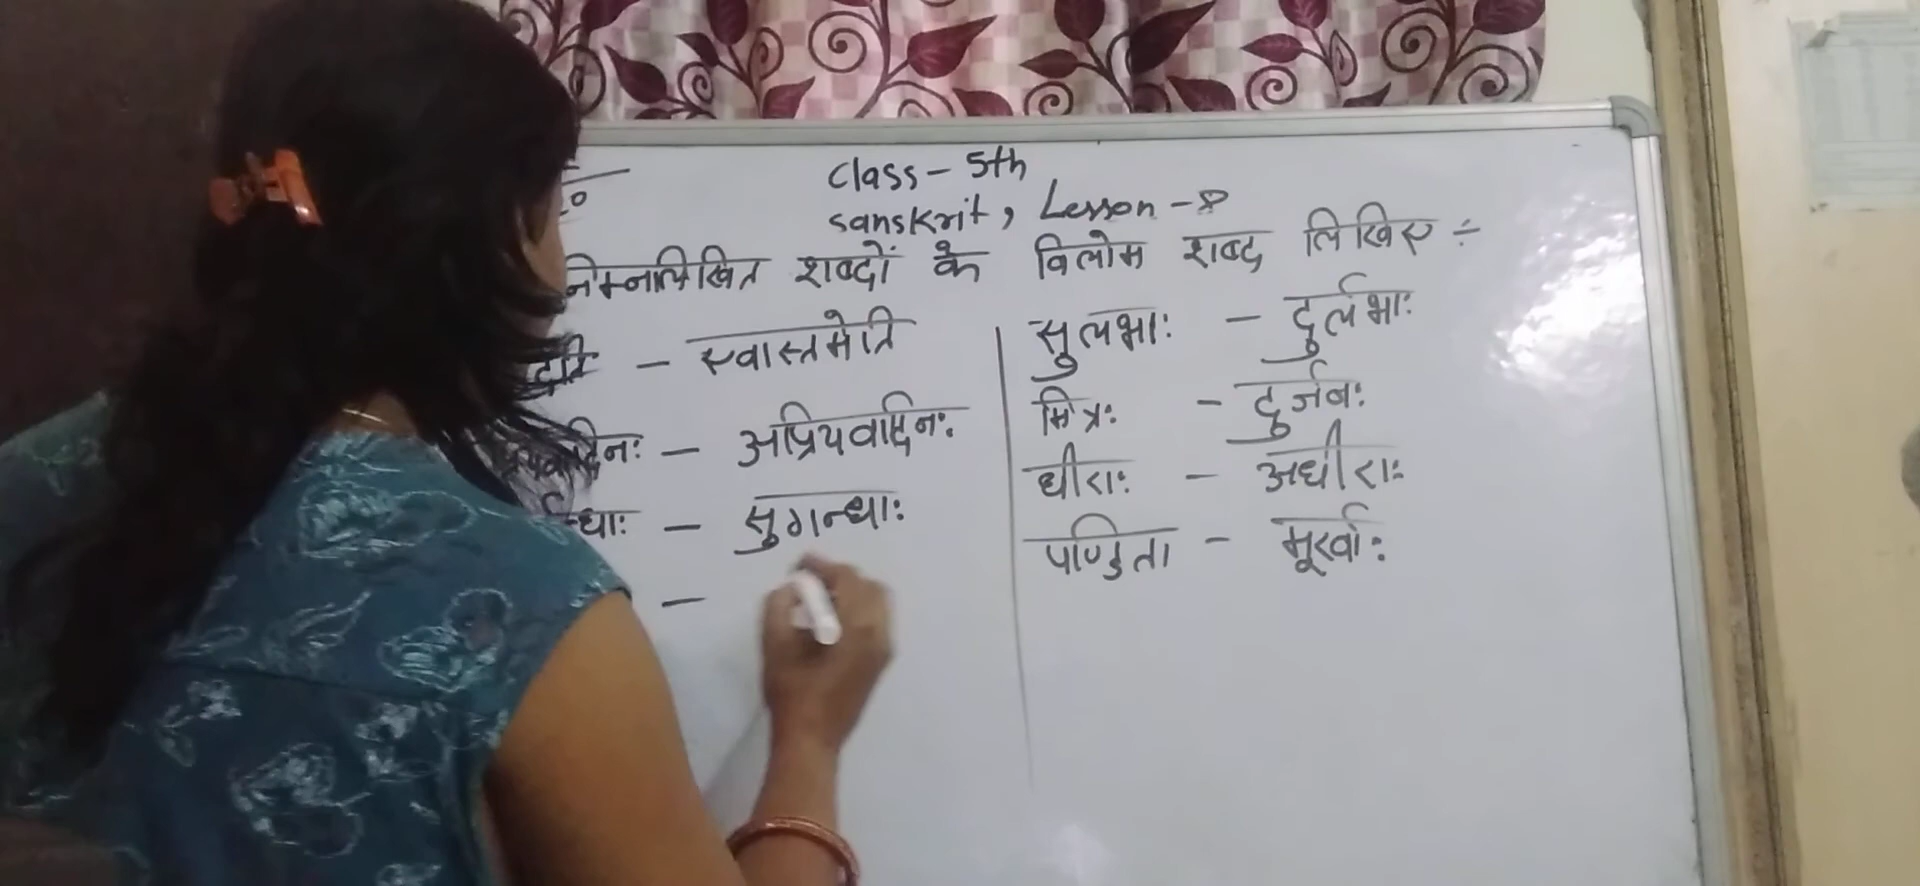 Class - 5th
Sanskrit, Lesson - 8
निम्नलिखित शब्दों के विलोम शब्द लिखिए ÷
- स्वास्तमेति
- अप्रियवादिनः
न्धाः - सुगन्धाः
-
सुलभाः - दुर्लभाः
मित्रः - दुर्जनः
धीराः - अधीराः
पण्डिता - मूर्खाः